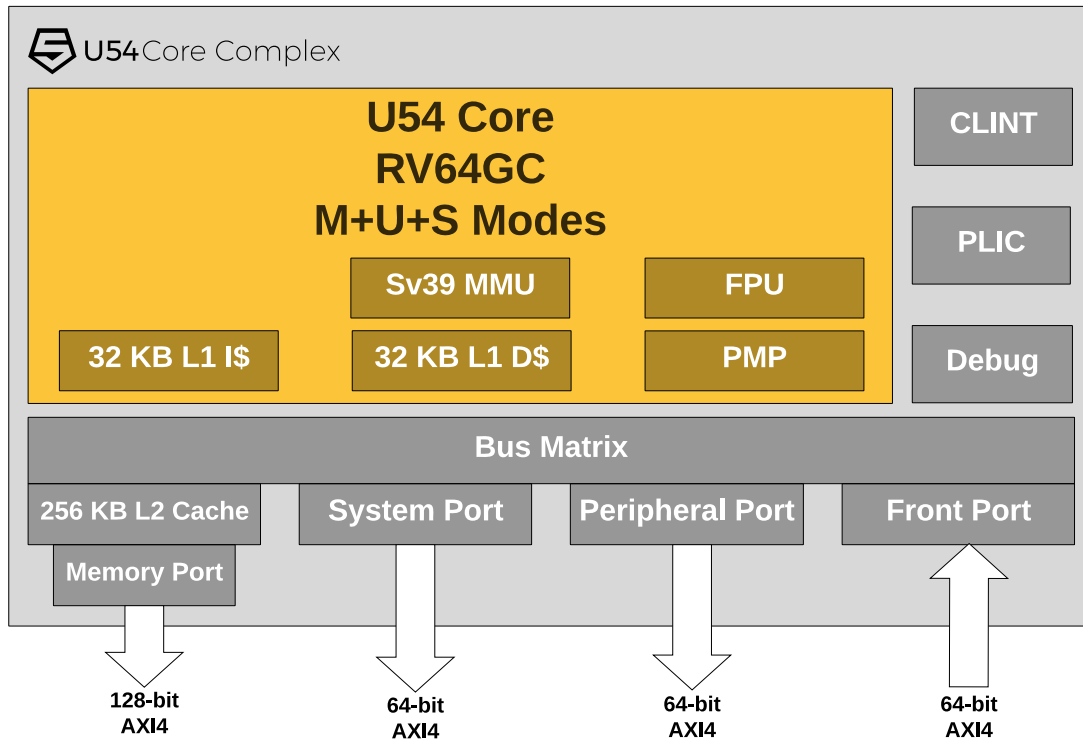 U54 Core Complex
U54 Core
RV64GC
M+U+S Modes
Sv39 MMU
FPU
32 KB L1 I$
32 KB L1 D$
PMP
CLINT
PLIC
Debug
Bus Matrix
256 KB L2 Cache
System Port
Peripheral Port
Front Port
Memory Port
128-bit
AXI4
64-bit
AXI4
64-bit
AXI4
64-bit
AXI4